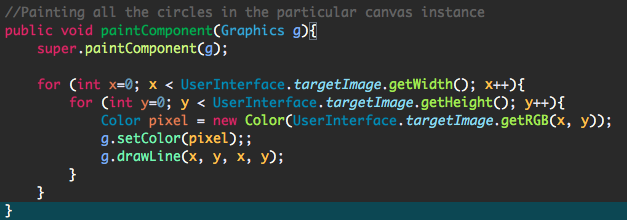 //Painting all the circles in the particular canvas instance
public void paintComponent(Graphics g){
super.paintComponent(g);
for (int x=0; x < UserInterface.targetImage.getWidth(); x++){
for (int y=0; y < UserInterface.targetImage.getHeight(); y++){
Color pixel = new Color(UserInterface.targetImage.getRGB(x, y));
g.setColor(pixel);;
g.drawLine(x, y, x, y);
}
}
}